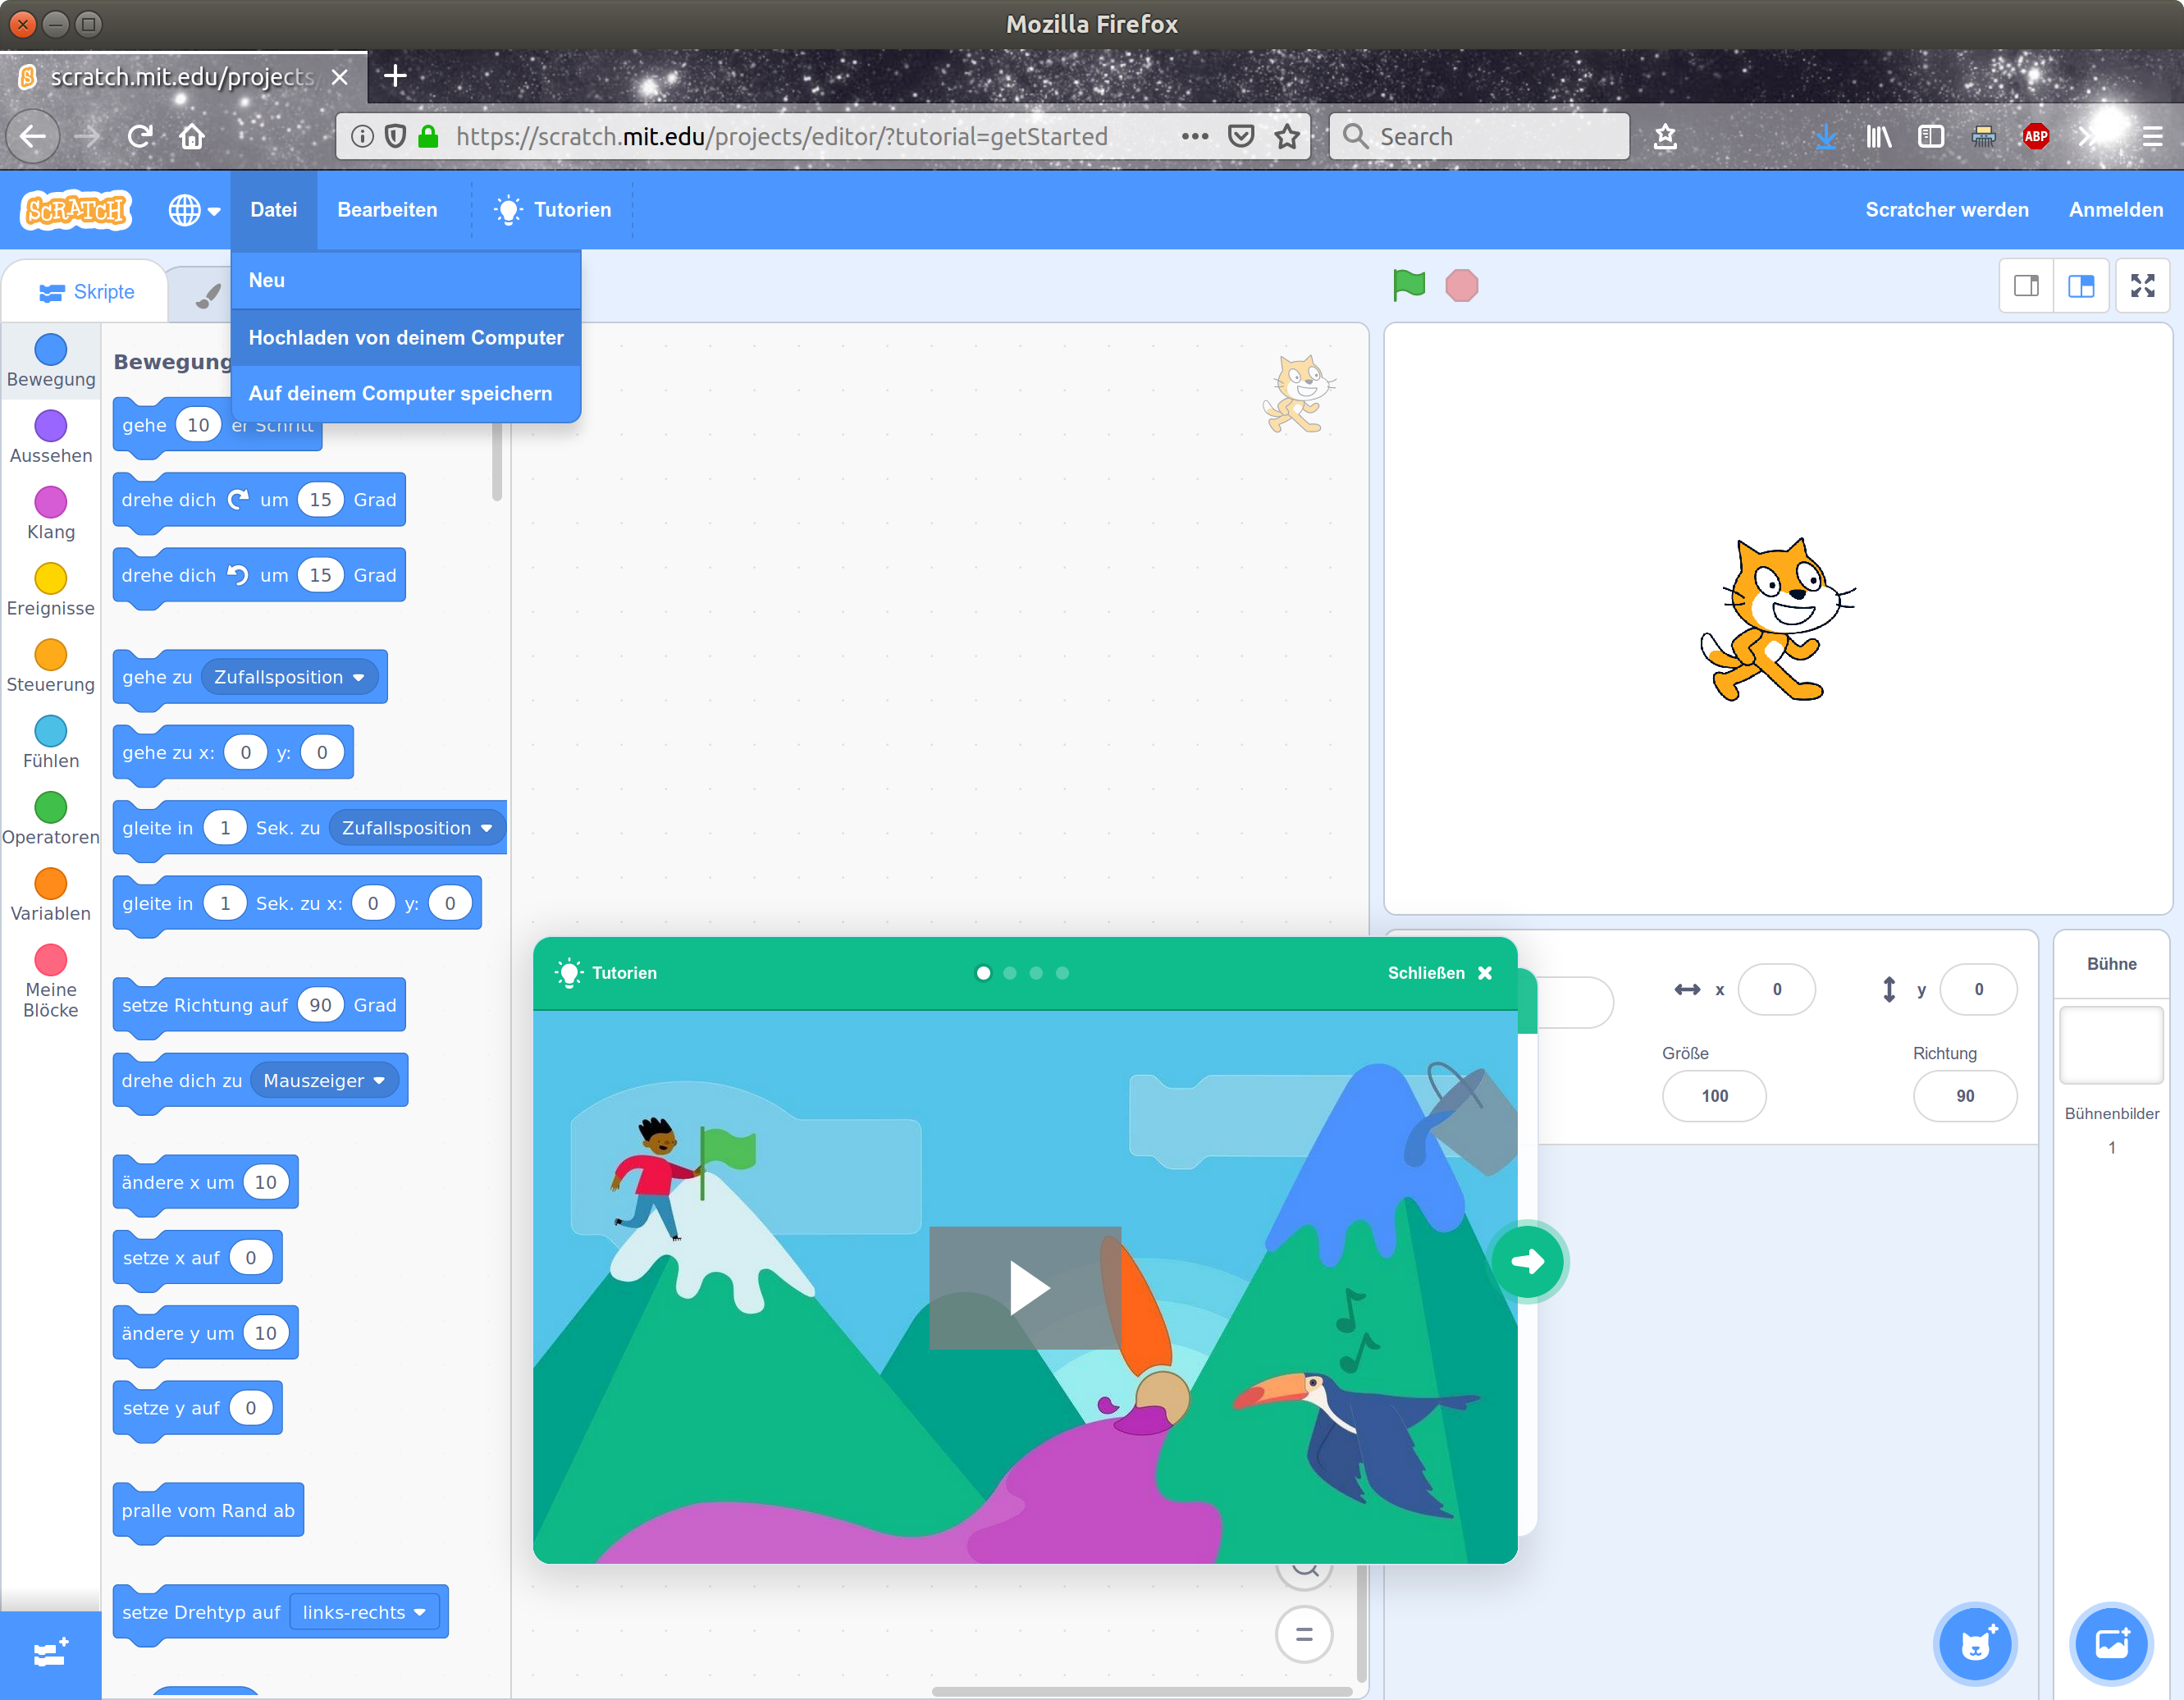 Mozilla Firefox
scratch.mit.edu/projects
https://scratch.mit.edu/projects/editor/?tutorial=getStarted
Search
ABP
SCRATCH
Datei
Bearbeiten
Tutorien
Scratcher werden
Anmelden
Neu
Hochladen von deinem Computer
Auf deinem Computer speichern
Skripte
Bewegung
Aussehen
Klang
Ereignisse
Steuerung
Fühlen
Operatoren
Variablen
Meine
Blöcke
Bewegung
gehe 10 er Schritt
drehe dich um 15 Grad
drehe dich um 15 Grad
gehe zu Zufallsposition
gehe zu x: 0 y: 0
gleite in 1 Sek. zu Zufallsposition
gleite in 1 Sek. zu x: 0 y: 0
setze Richtung auf 90 Grad
drehe dich zu Mauszeiger
ändere x um 10
setze x auf 0
ändere y um 10
setze y auf 0
pralle vom Rand ab
setze Drehtyp auf links-rechts
Tutorien
Schließen
x 0
y 0
Größe
100
Richtung
90
Bühne
Bühnenbilder
1